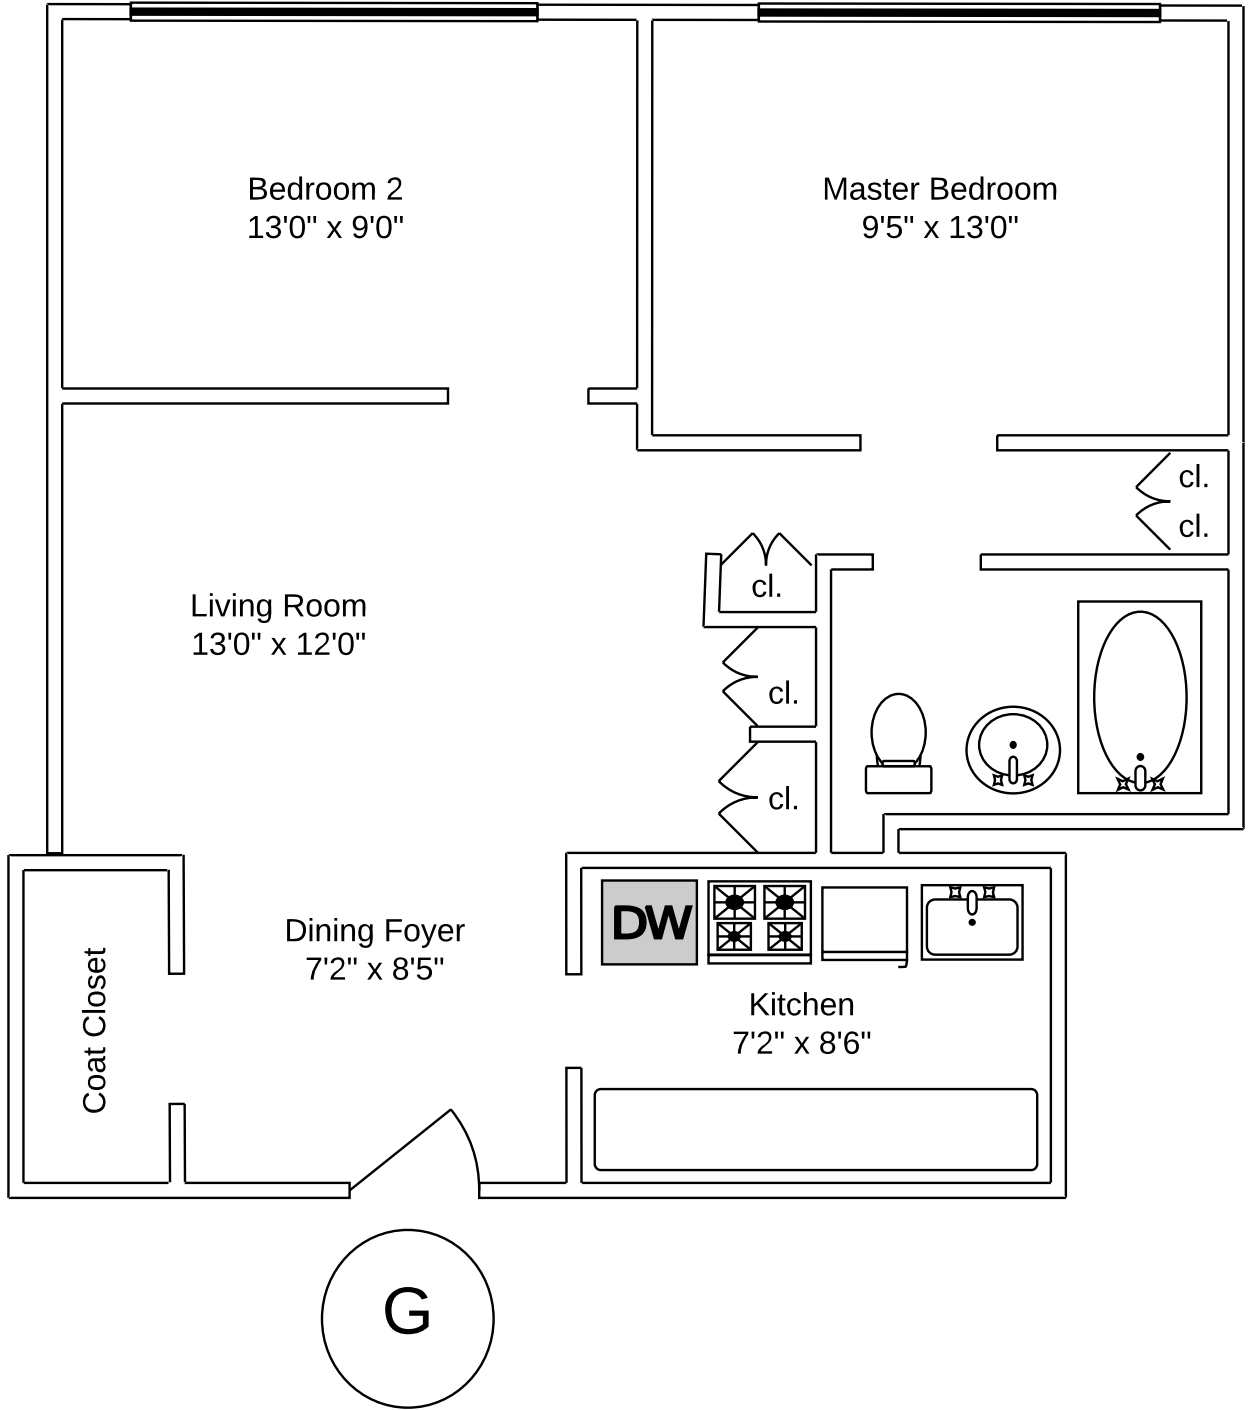 Bedroom 2
13'0" x 9'0"
Master Bedroom
9'5" x 13'0"
cl.
cl.
cl.
Living Room
13'0" x 12'0"
cl.
cl.
DW
Dining Foyer
7'2" x 8'5"
Coat Closet
Kitchen
7'2" x 8'6"
G